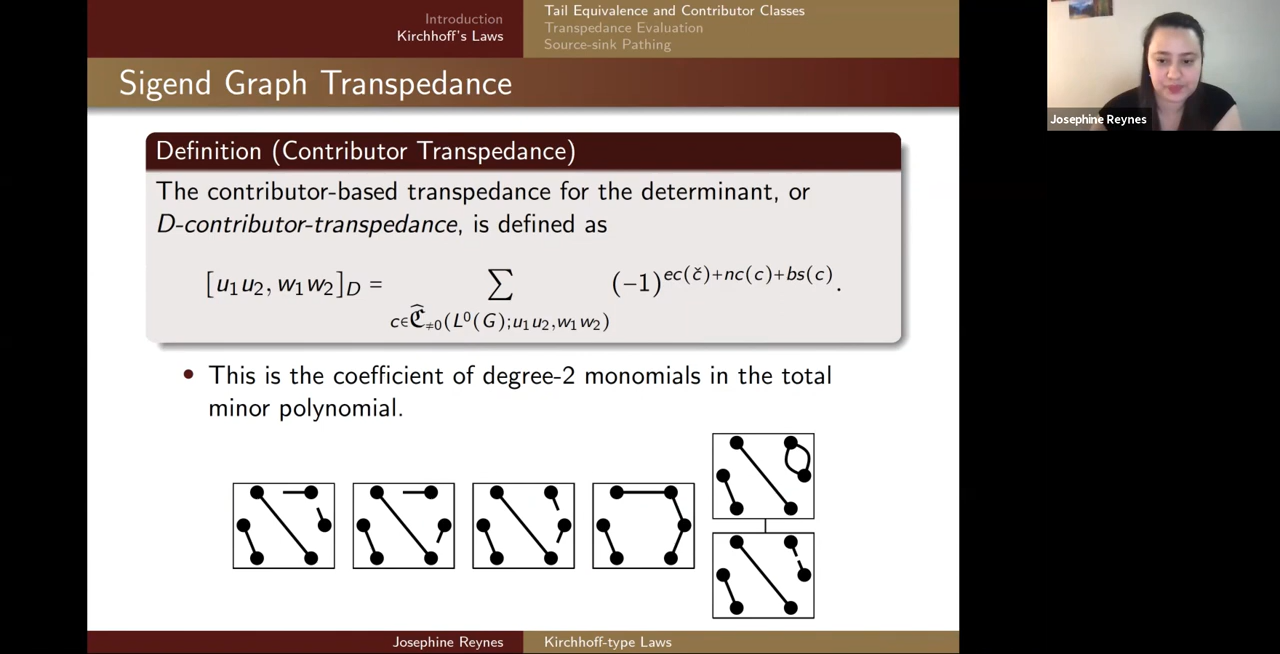 Introduction
Kirchhoff's Laws
Tail Equivalence and Contributor Classes
Transpedance Evaluation
Source-sink Pathing
Sigend Graph Transpedance
Definition (Contributor Transpedance)
The contributor-based transpedance for the determinant, or
D-contributor-transpedance, is defined as
[u₁u₂, w₁w₂]_D = ∑_{c∈\widehat{ℭ}_{≠0}(L⁰(G);u₁u₂,w₁w₂)} (−1)^{ec(č)+nc(c)+bs(c)}.
• This is the coefficient of degree-2 monomials in the total
minor polynomial.
Josephine Reynes
Kirchhoff-type Laws
Josephine Reynes